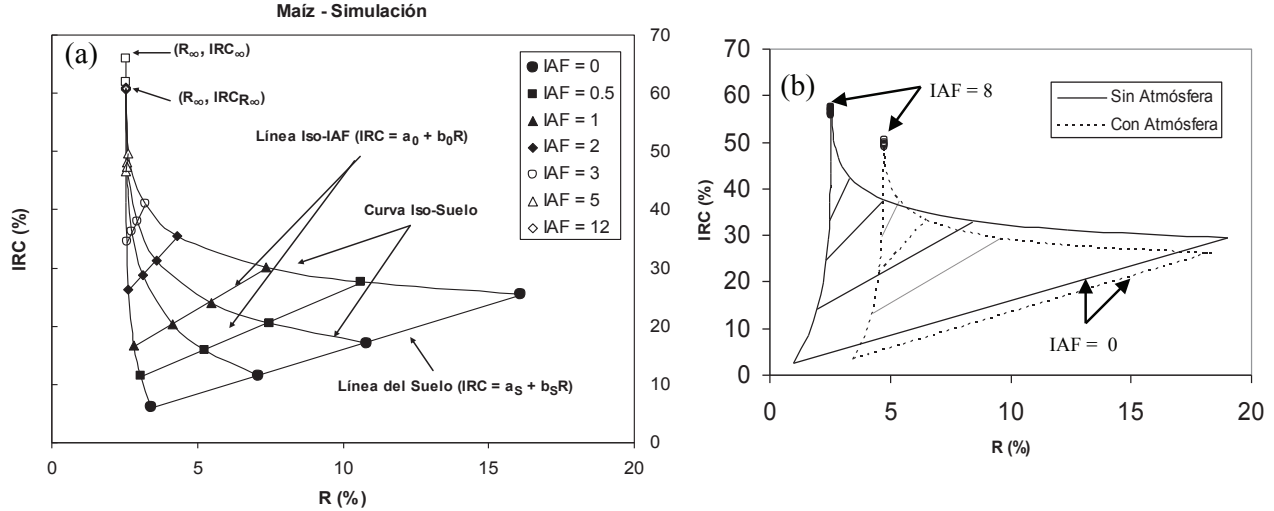 Maíz - Simulación
(a)
(R∞, IRC∞)
(R∞, IRCR∞)
Línea Iso-IAF (IRC = a0 + b0R)
Curva Iso-Suelo
Línea del Suelo (IRC = aS + bSR)
IAF = 0
IAF = 0.5
IAF = 1
IAF = 2
IAF = 3
IAF = 5
IAF = 12
IRC (%)
70
60
50
40
30
20
10
0
0 5 10 15 20
R (%)
(b)
IAF = 8
Sin Atmósfera
Con Atmósfera
IAF = 0
IRC (%)
70
60
50
40
30
20
10
0
0 5 10 15 20
R (%)